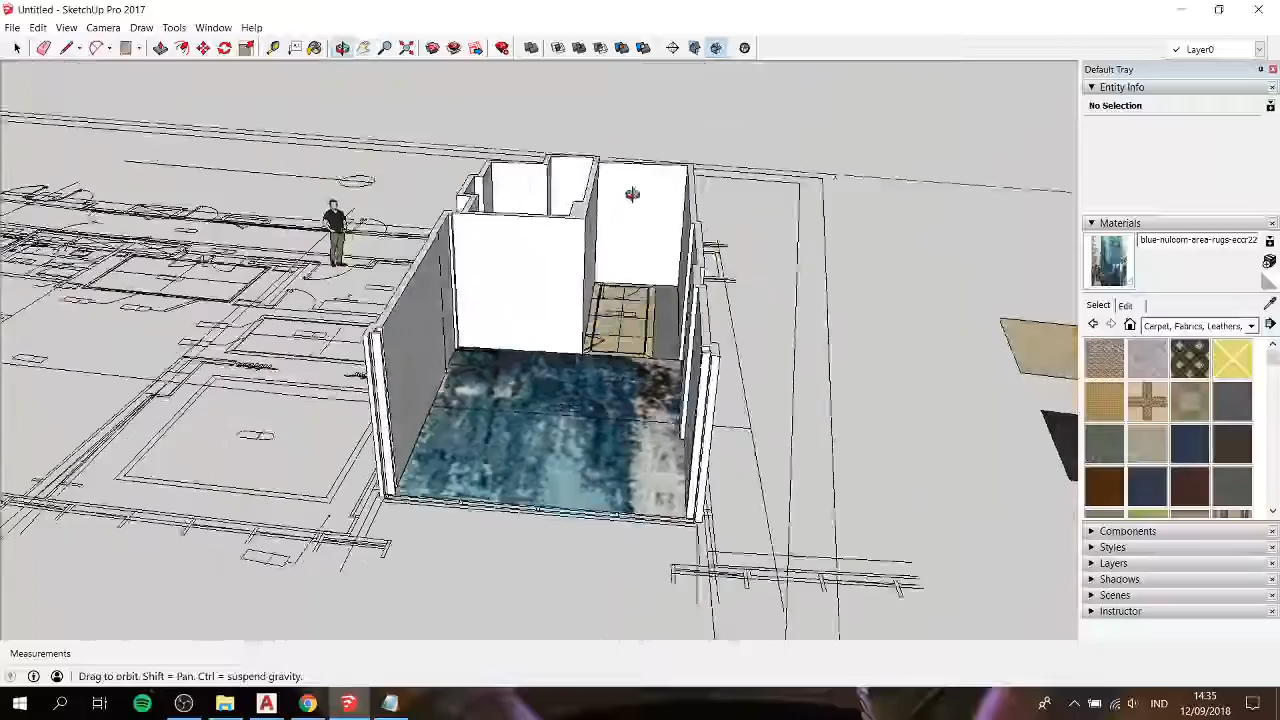 Untitled - SketchUp Pro 2017
File Edit View Camera Draw Tools Window Help
Layer0
Default Tray
Entity Info
No Selection
Materials
blue-nuloom-area-rugs-eccr22
Select Edit
Carpet, Fabrics, Leathers,
Components
Styles
Layers
Shadows
Scenes
Instructor
Measurements
Drag to orbit. Shift = Pan. Ctrl = suspend gravity.
IND
14.35
12/09/2018